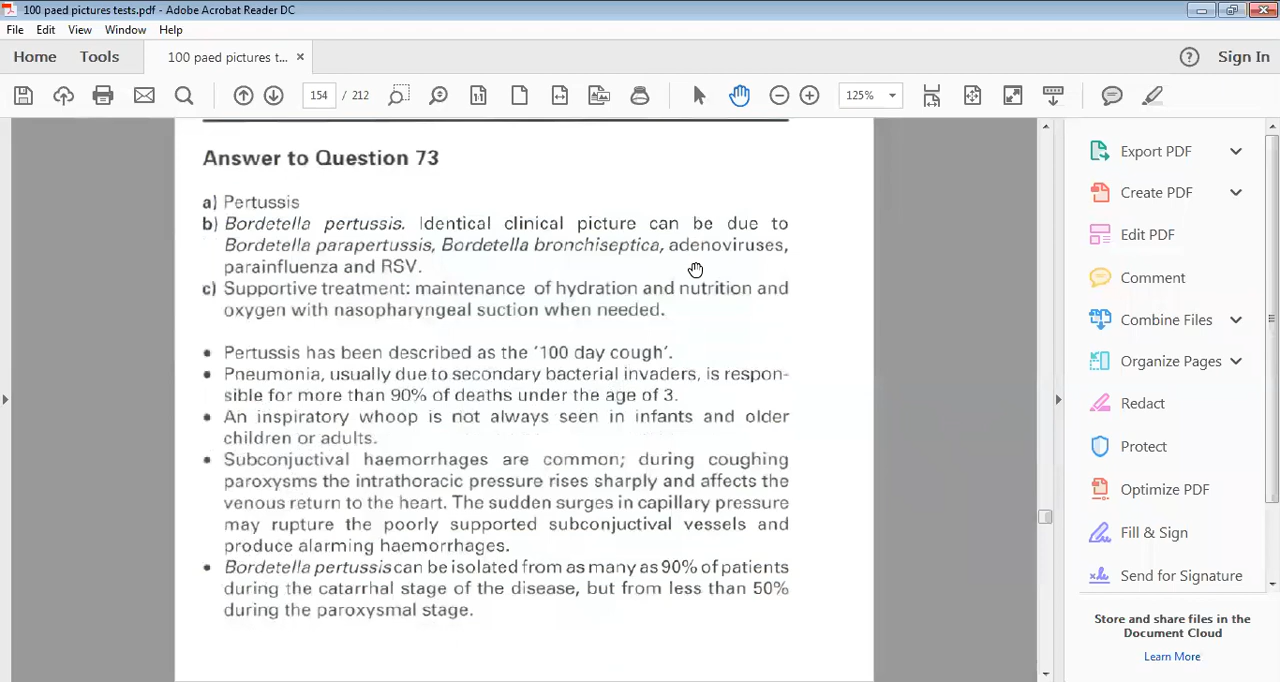 100 paed pictures tests.pdf - Adobe Acrobat Reader DC
File Edit View Window Help
Home Tools 100 paed pictures t... × Sign In
154 / 212 125%
Answer to Question 73
a) Pertussis
b) Bordetella pertussis. Identical clinical picture can be due to
Bordetella parapertussis, Bordetella bronchiseptica, adenoviruses,
parainfluenza and RSV.
c) Supportive treatment: maintenance of hydration and nutrition and
oxygen with nasopharyngeal suction when needed.
• Pertussis has been described as the '100 day cough'.
• Pneumonia, usually due to secondary bacterial invaders, is respon-
sible for more than 90% of deaths under the age of 3.
• An inspiratory whoop is not always seen in infants and older
children or adults.
• Subconjuctival haemorrhages are common; during coughing
paroxysms the intrathoracic pressure rises sharply and affects the
venous return to the heart. The sudden surges in capillary pressure
may rupture the poorly supported subconjuctival vessels and
produce alarming haemorrhages.
• Bordetella pertussis can be isolated from as many as 90% of patients
during the catarrhal stage of the disease, but from less than 50%
during the paroxysmal stage.
Export PDF
Create PDF
Edit PDF
Comment
Combine Files
Organize Pages
Redact
Protect
Optimize PDF
Fill & Sign
Send for Signature
Store and share files in the
Document Cloud
Learn More